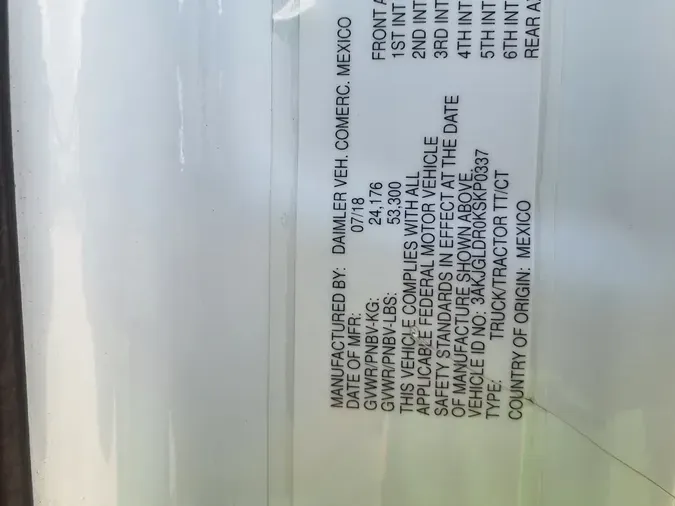 MANUFACTURED BY: DAIMLER VEH. COMERC. MEXICO
DATE OF MFR: 07/18
GVWR/PNBV-KG: 24,176
GVWR/PNBV-LBS: 53,300
THIS VEHICLE COMPLIES WITH ALL
APPLICABLE FEDERAL MOTOR VEHICLE
SAFETY STANDARDS IN EFFECT AT THE DATE
OF MANUFACTURE SHOWN ABOVE.
VEHICLE ID NO: 3AKJGLDR0KSKP0337
TYPE: TRUCK/TRACTOR TT/CT
COUNTRY OF ORIGIN: MEXICO
FRONT A
1ST INT
2ND INT
3RD INT
4TH INT
5TH INT
6TH INT
REAR AX